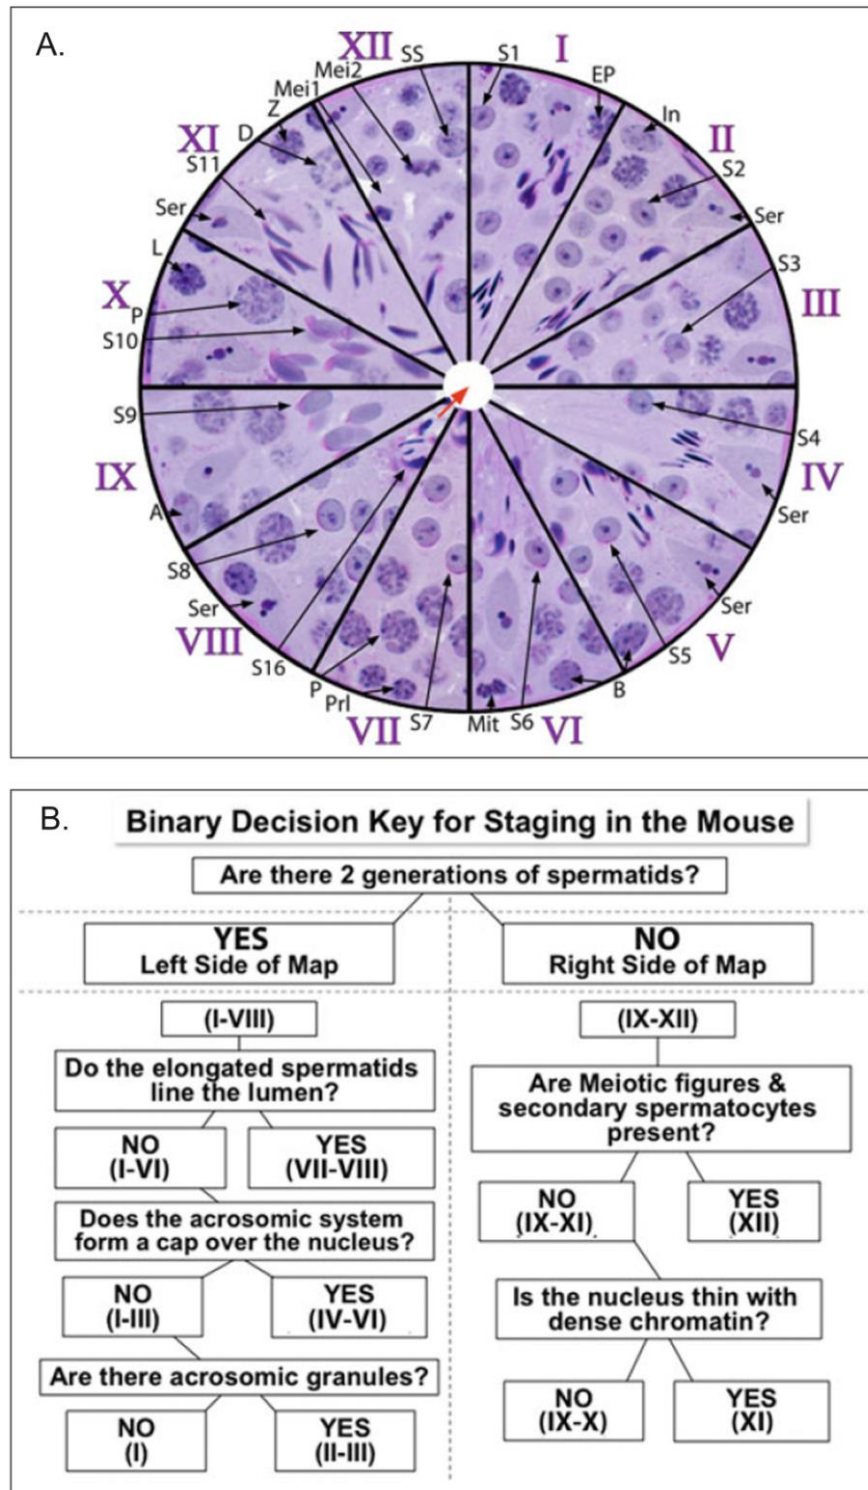 A.
XII
SS
S1
I
Mei2
EP
Mei1
In
Z
II
XI
D
S2
S11
Ser
Ser
L
S3
X
III
P
S10
S9
S4
IX
IV
A
Ser
S8
Ser
Ser
VIII
V
S16
S5
P
B
Prl
S7
Mit
S6
VII
VI
B.
Binary Decision Key for Staging in the Mouse
Are there 2 generations of spermatids?
YES
Left Side of Map
NO
Right Side of Map
(I-VIII)
(IX-XII)
Do the elongated spermatids
line the lumen?
Are Meiotic figures &
secondary spermatocytes
present?
NO
(I-VI)
YES
(VII-VIII)
NO
(IX-XI)
YES
(XII)
Does the acrosomic system
form a cap over the nucleus?
NO
(I-III)
YES
(IV-VI)
Is the nucleus thin with
dense chromatin?
Are there acrosomic granules?
NO
(I)
YES
(II-III)
NO
(IX-X)
YES
(XI)